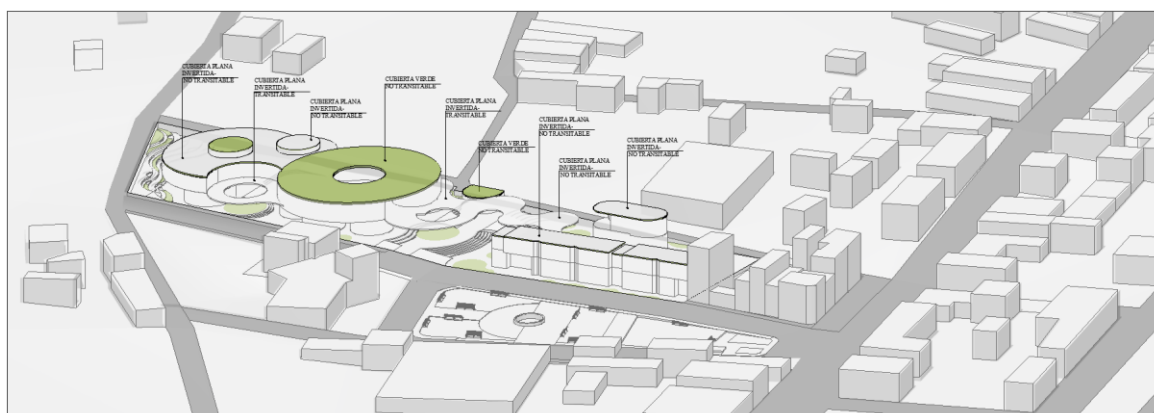 CUBIERTA PLANA
INVERTIDA-
NO TRANSITABLE
CUBIERTA PLANA
INVERTIDA-
TRANSITABLE
CUBIERTA PLANA
INVERTIDA-
NO TRANSITABLE
CUBIERTA VERDE
NO TRANSITABLE
CUBIERTA PLANA
INVERTIDA-
TRANSITABLE
CUBIERTA VERDE
NO TRANSITABLE
CUBIERTA PLANA
INVERTIDA-
NO TRANSITABLE
CUBIERTA PLANA
INVERTIDA-
NO TRANSITABLE
CUBIERTA PLANA
INVERTIDA-
NO TRANSITABLE